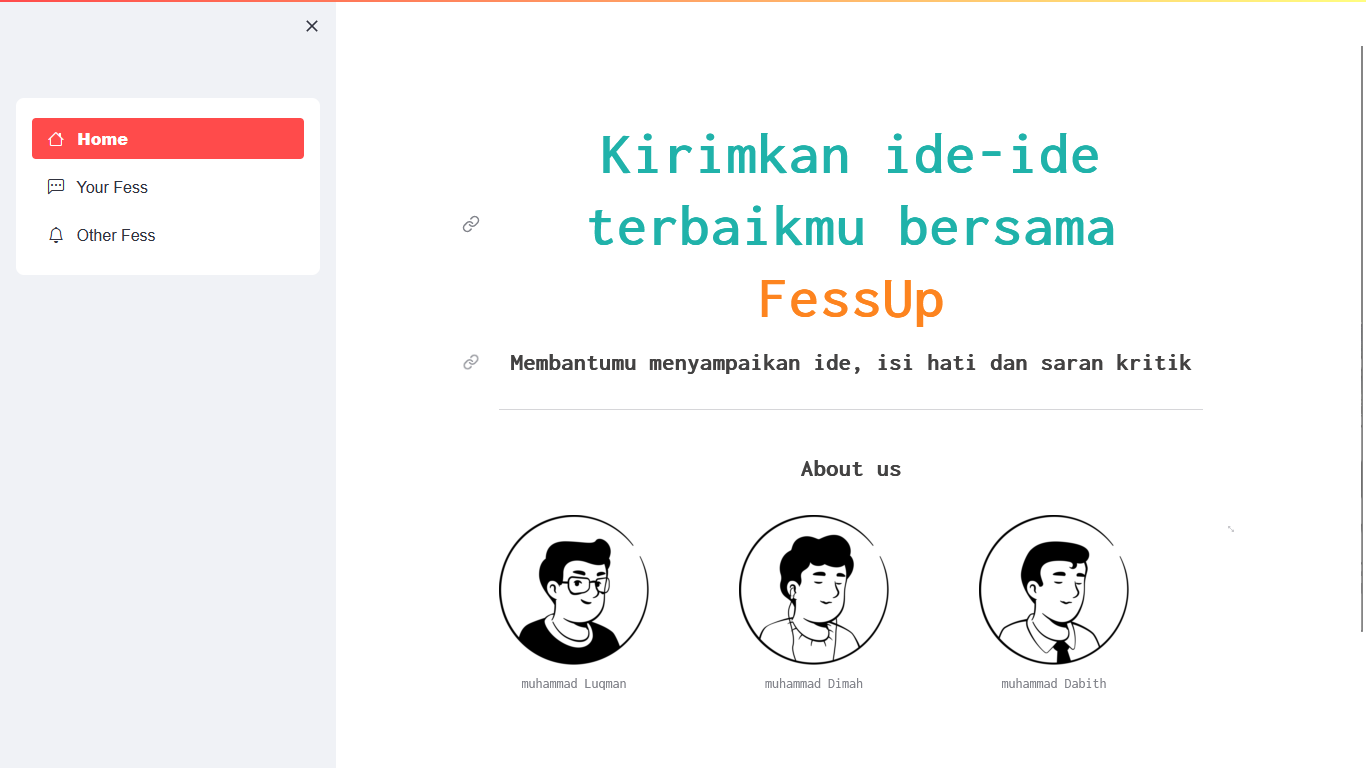 Home
Your Fess
Other Fess
Kirimkan ide-ide
terbaikmu bersama
FessUp
Membantumu menyampaikan ide, isi hati dan saran kritik
About us
muhammad Luqman
muhammad Dimah
muhammad Dabith